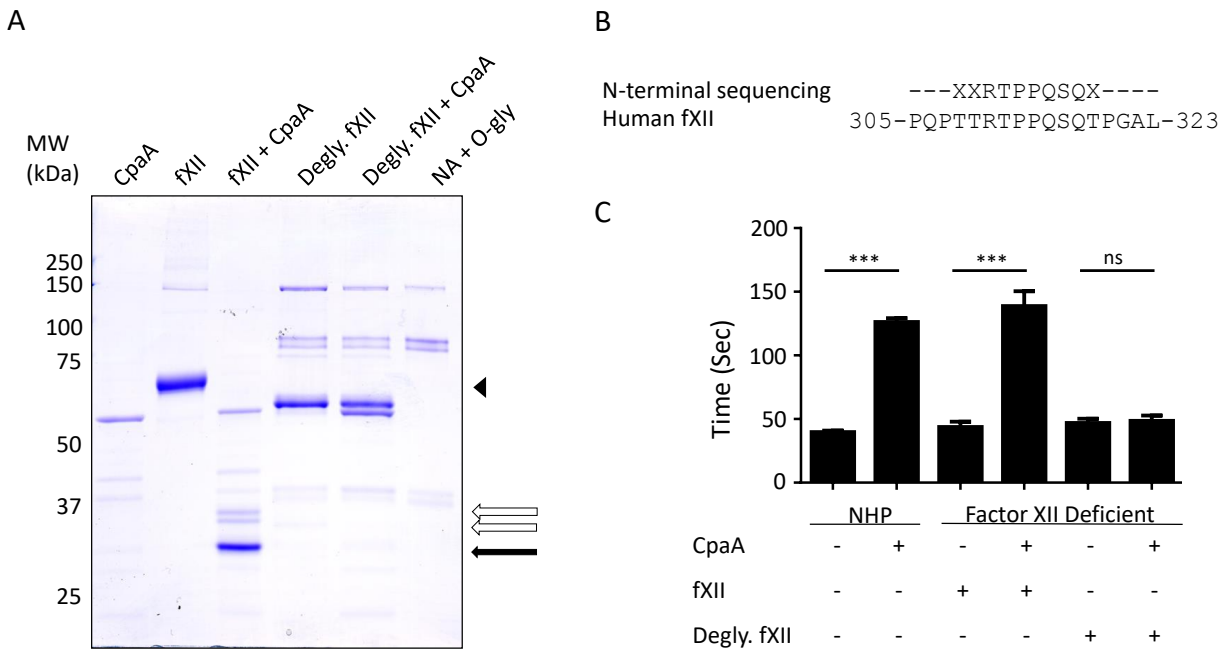 A
MW
(kDa)
CpaA
fXII
fXII + CpaA
Degly. fXII
Degly. fXII + CpaA
NA + O-gly
250
150
100
75
50
37
25
B
N-terminal sequencing ---XXRTPPQSQX----
Human fXII 305-PQPTTRTPPQSQTPGAL-323
C
Time (Sec)
200
150
100
50
0
*** *** ns
NHP Factor XII Deficient
CpaA - + - + - +
fXII - - + + - -
Degly. fXII - - - - + +